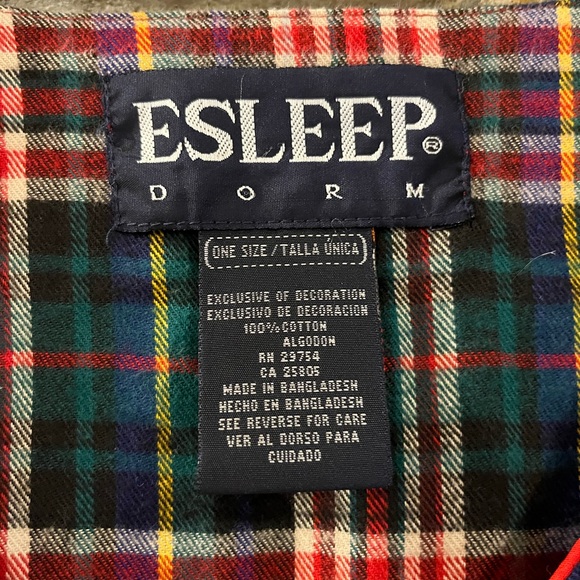 ESLEEP®
DORM
ONE SIZE/TALLA ÚNICA
EXCLUSIVE OF DECORATION
EXCLUSIVO DE DECORACION
100% COTTON
ALGODON
RN 29754
CA 25805
MADE IN BANGLADESH
HECHO EN BANGLADESH
SEE REVERSE FOR CARE
VER AL DORSO PARA
CUIDADO